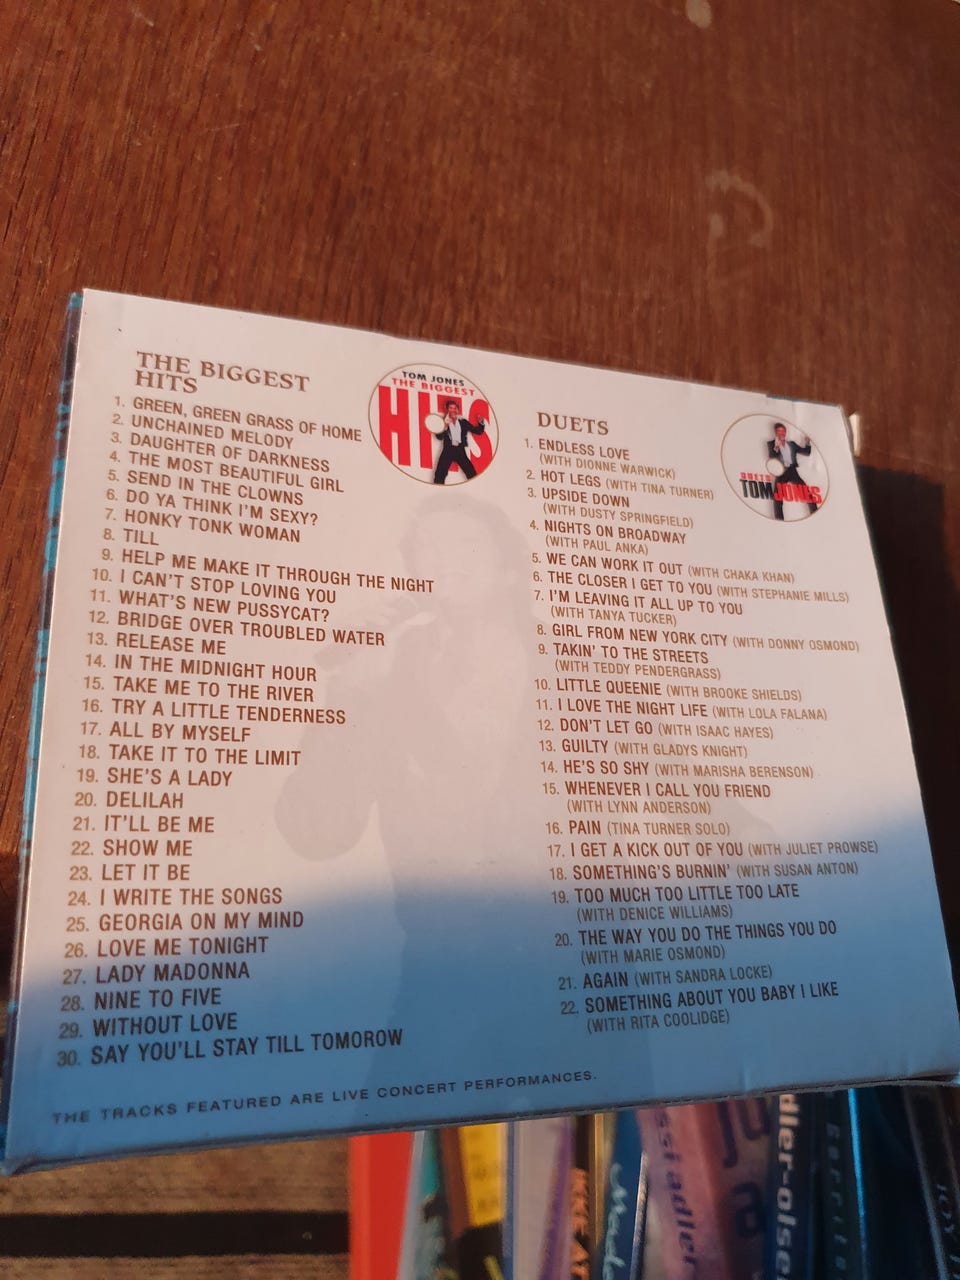 THE BIGGEST
HITS
1. GREEN, GREEN GRASS OF HOME
2. UNCHAINED MELODY
3. DAUGHTER OF DARKNESS
4. THE MOST BEAUTIFUL GIRL
5. SEND IN THE CLOWNS
6. DO YA THINK I'M SEXY?
7. HONKY TONK WOMAN
8. TILL
9. HELP ME MAKE IT THROUGH THE NIGHT
10. I CAN'T STOP LOVING YOU
11. WHAT'S NEW PUSSYCAT?
12. BRIDGE OVER TROUBLED WATER
13. RELEASE ME
14. IN THE MIDNIGHT HOUR
15. TAKE ME TO THE RIVER
16. TRY A LITTLE TENDERNESS
17. ALL BY MYSELF
18. TAKE IT TO THE LIMIT
19. SHE'S A LADY
20. DELILAH
21. IT'LL BE ME
22. SHOW ME
23. LET IT BE
24. I WRITE THE SONGS
25. GEORGIA ON MY MIND
26. LOVE ME TONIGHT
27. LADY MADONNA
28. NINE TO FIVE
29. WITHOUT LOVE
30. SAY YOU'LL STAY TILL TOMOROW
TOM JONES
THE BIGGEST
HITS
DUETS
1. ENDLESS LOVE
(WITH DIONNE WARWICK)
2. HOT LEGS (WITH TINA TURNER)
3. UPSIDE DOWN
(WITH DUSTY SPRINGFIELD)
4. NIGHTS ON BROADWAY
(WITH PAUL ANKA)
5. WE CAN WORK IT OUT (WITH CHAKA KHAN)
6. THE CLOSER I GET TO YOU (WITH STEPHANIE MILLS)
7. I'M LEAVING IT ALL UP TO YOU
(WITH TANYA TUCKER)
8. GIRL FROM NEW YORK CITY (WITH DONNY OSMOND)
9. TAKIN' TO THE STREETS
(WITH TEDDY PENDERGRASS)
10. LITTLE QUEENIE (WITH BROOKE SHIELDS)
11. I LOVE THE NIGHT LIFE (WITH LOLA FALANA)
12. DON'T LET GO (WITH ISAAC HAYES)
13. GUILTY (WITH GLADYS KNIGHT)
14. HE'S SO SHY (WITH MARISHA BERENSON)
15. WHENEVER I CALL YOU FRIEND
(WITH LYNN ANDERSON)
16. PAIN (TINA TURNER SOLO)
17. I GET A KICK OUT OF YOU (WITH JULIET PROWSE)
18. SOMETHING'S BURNIN' (WITH SUSAN ANTON)
19. TOO MUCH TOO LITTLE TOO LATE
(WITH DENICE WILLIAMS)
20. THE WAY YOU DO THE THINGS YOU DO
(WITH MARIE OSMOND)
21. AGAIN (WITH SANDRA LOCKE)
22. SOMETHING ABOUT YOU BABY I LIKE
(WITH RITA COOLIDGE)
DUETS
TOM JONES
THE TRACKS FEATURED ARE LIVE CONCERT PERFORMANCES.
ssi adler
dler-olse